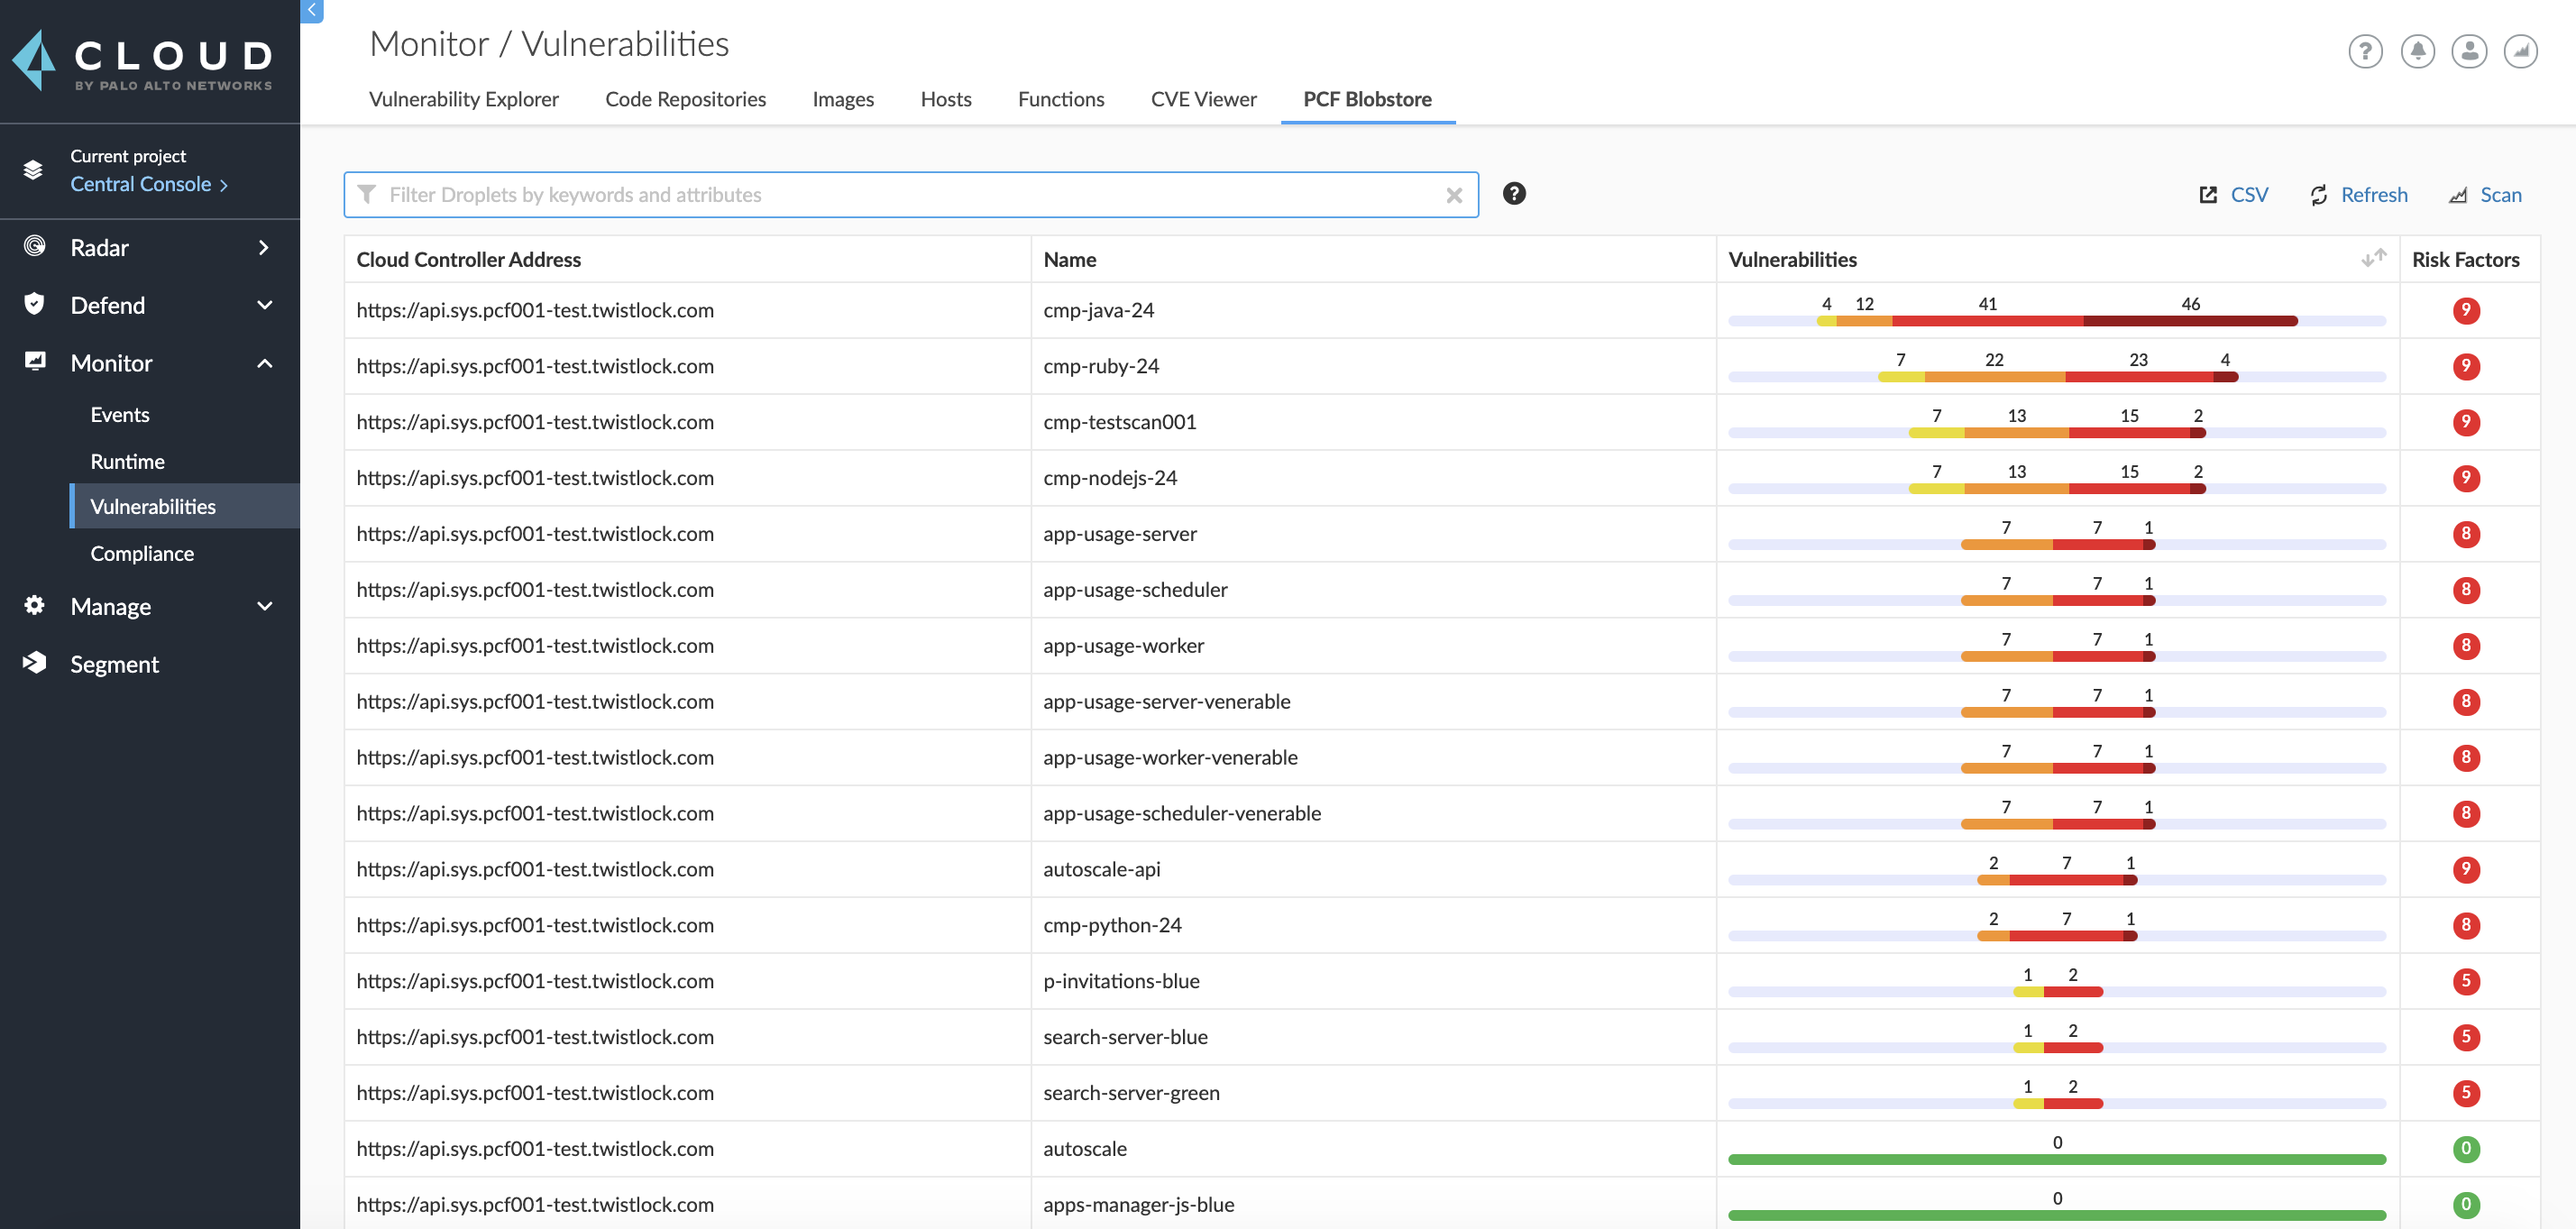 CLOUD
BY PALO ALTO NETWORKS
Current project
Central Console
Radar
Defend
Monitor
Events
Runtime
Vulnerabilities
Compliance
Manage
Segment
Monitor / Vulnerabilities
Vulnerability Explorer Code Repositories Images Hosts Functions CVE Viewer PCF Blobstore
Filter Droplets by keywords and attributes
CSV Refresh Scan
Cloud Controller Address Name Vulnerabilities Risk Factors
https://api.sys.pcf001-test.twistlock.com cmp-java-24 4 12 41 46 9
https://api.sys.pcf001-test.twistlock.com cmp-ruby-24 7 22 23 4 9
https://api.sys.pcf001-test.twistlock.com cmp-testscan001 7 13 15 2 9
https://api.sys.pcf001-test.twistlock.com cmp-nodejs-24 7 13 15 2 9
https://api.sys.pcf001-test.twistlock.com app-usage-server 7 7 1 8
https://api.sys.pcf001-test.twistlock.com app-usage-scheduler 7 7 1 8
https://api.sys.pcf001-test.twistlock.com app-usage-worker 7 7 1 8
https://api.sys.pcf001-test.twistlock.com app-usage-server-venerable 7 7 1 8
https://api.sys.pcf001-test.twistlock.com app-usage-worker-venerable 7 7 1 8
https://api.sys.pcf001-test.twistlock.com app-usage-scheduler-venerable 7 7 1 8
https://api.sys.pcf001-test.twistlock.com autoscale-api 2 7 1 9
https://api.sys.pcf001-test.twistlock.com cmp-python-24 2 7 1 8
https://api.sys.pcf001-test.twistlock.com p-invitations-blue 1 2 5
https://api.sys.pcf001-test.twistlock.com search-server-blue 1 2 5
https://api.sys.pcf001-test.twistlock.com search-server-green 1 2 5
https://api.sys.pcf001-test.twistlock.com autoscale 0 0
https://api.sys.pcf001-test.twistlock.com apps-manager-js-blue 0 0